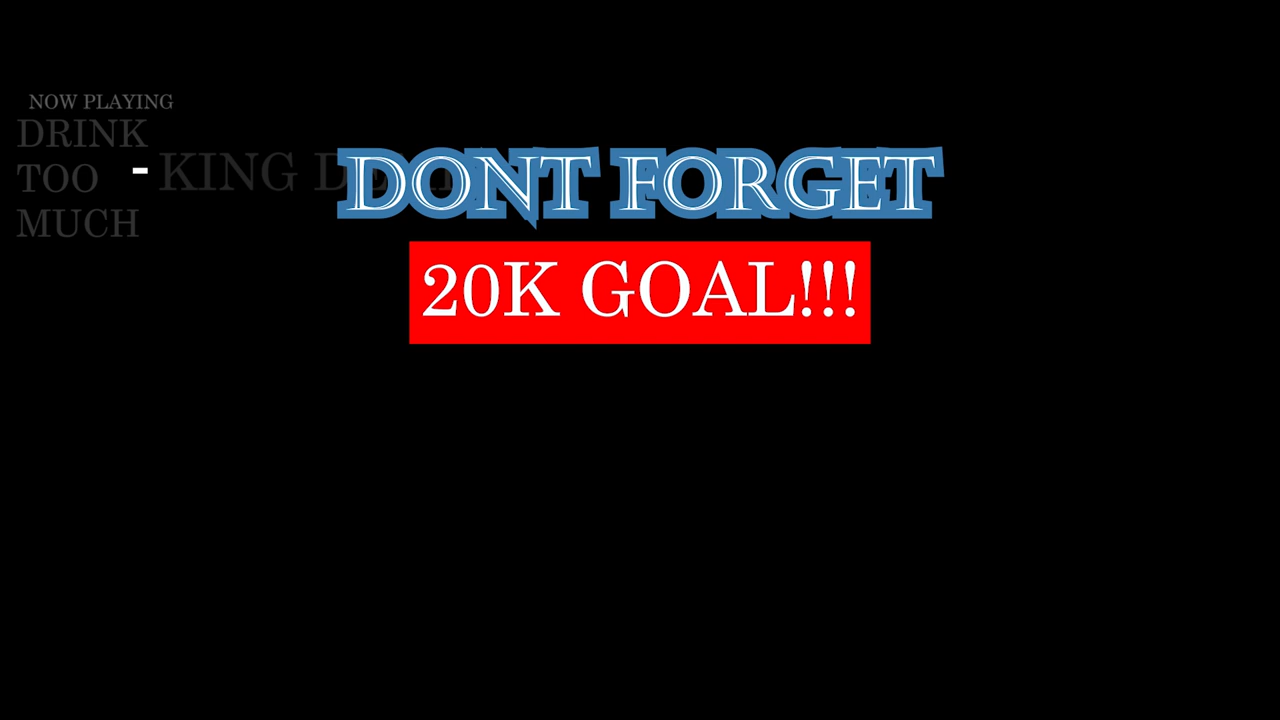 NOW PLAYING
DRINK
TOO
MUCH
- KING
DONT FORGET
20K GOAL!!!